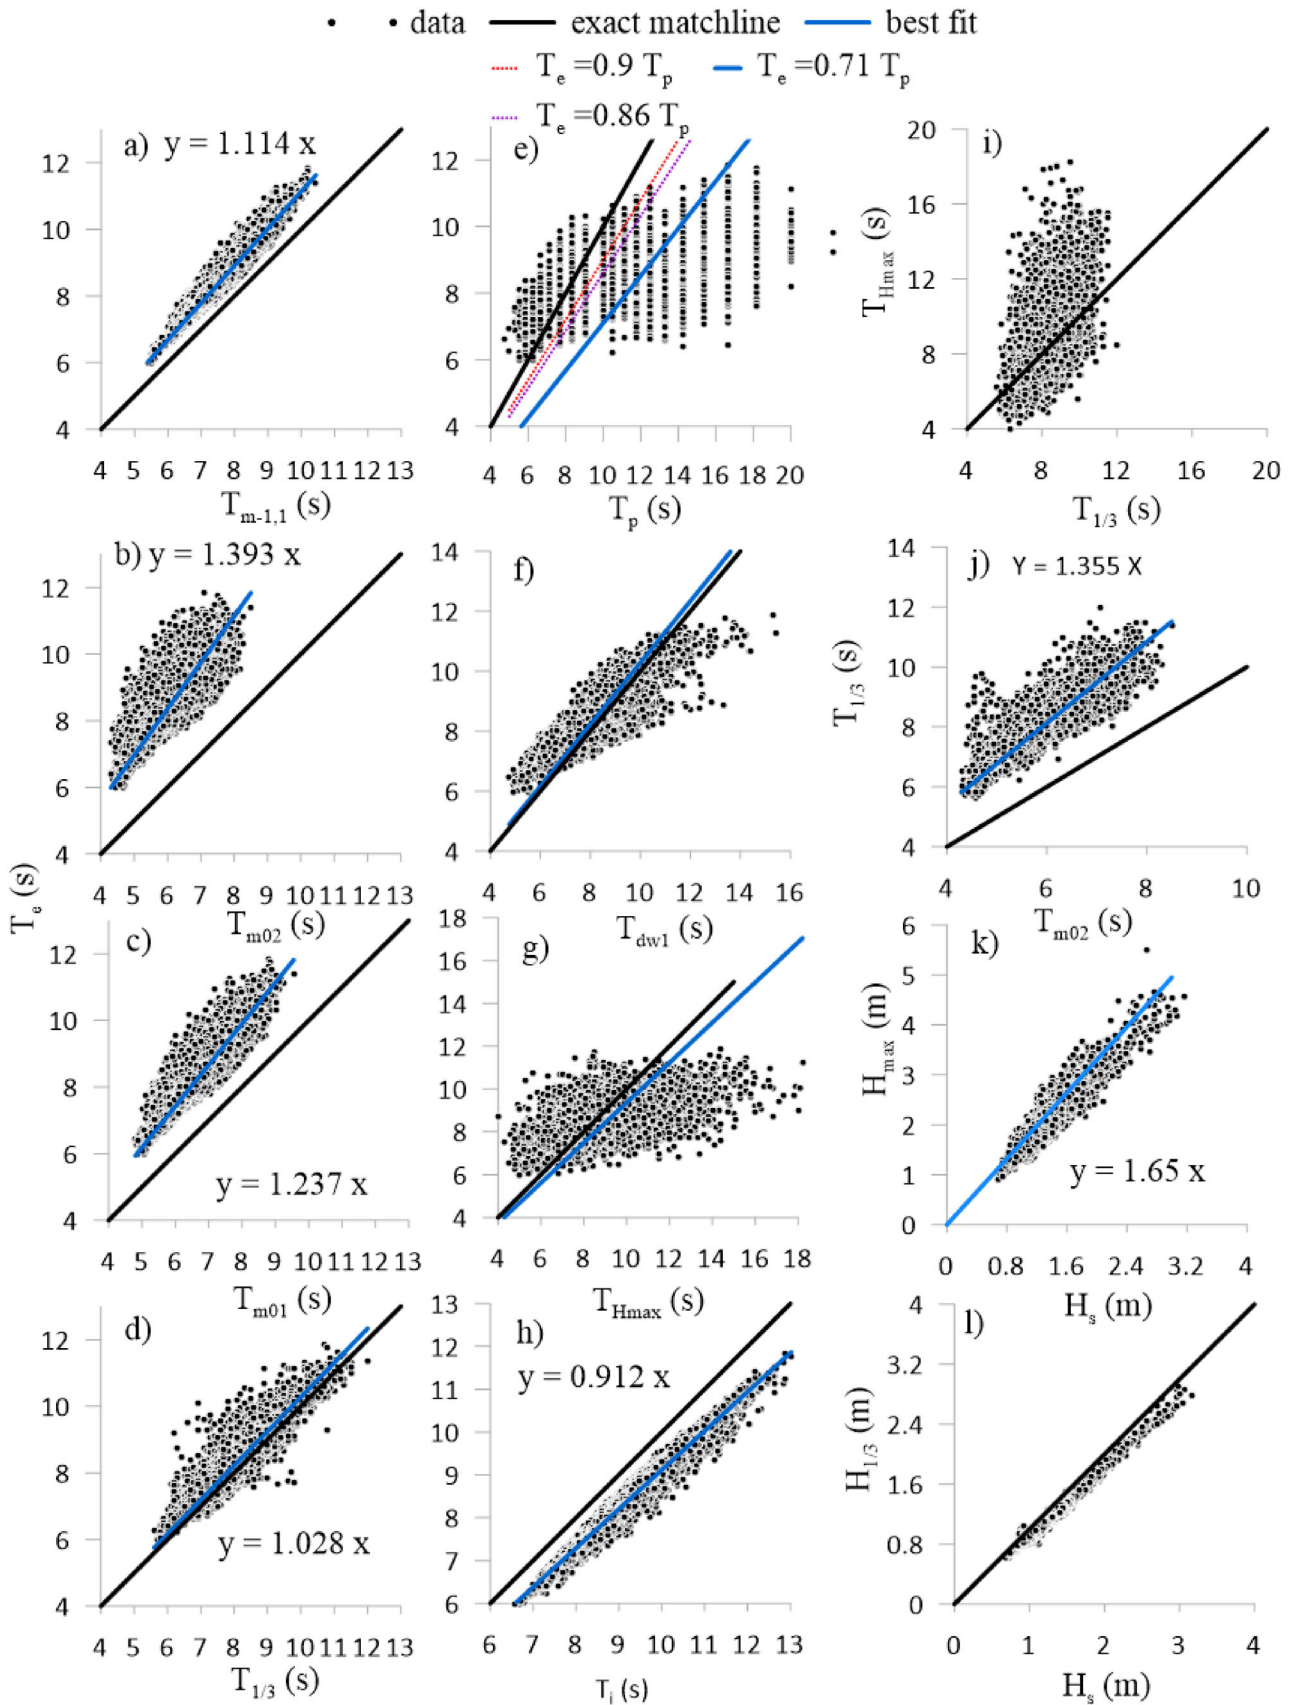 data exact matchline best fit
Te =0.9 Tp Te =0.71 Tp
Te =0.86 Tp
a) y = 1.114 x
12
10
8
6
4
4 5 6 7 8 9 10 11 12 13
Tm-1,1 (s)
e)
12
10
8
6
4
4 6 8 10 12 14 16 18 20
Tp (s)
i)
THmax (s)
20
16
12
8
4
4 8 12 16 20
T1/3 (s)
b) y = 1.393 x
12
10
8
6
4
4 5 6 7 8 9 10 11 12 13
Tm02 (s)
Te (s)
f)
14
12
10
8
6
4
4 6 8 10 12 14 16
Tdw1 (s)
j) Y = 1.355 X
T1/3 (s)
14
12
10
8
6
4
4 6 8 10
Tm02 (s)
c)
12
10
8
6
4
y = 1.237 x
4 5 6 7 8 9 10 11 12 13
Tm01 (s)
g)
18
16
14
12
10
8
6
4
4 6 8 10 12 14 16 18
THmax (s)
k)
Hmax (m)
6
5
4
3
2
1
0
y = 1.65 x
0 0.8 1.6 2.4 3.2 4
Hs (m)
d)
12
10
8
6
4
y = 1.028 x
4 5 6 7 8 9 10 11 12 13
T1/3 (s)
h)
y = 0.912 x
13
12
11
10
9
8
7
6
6 7 8 9 10 11 12 13
Ti (s)
l)
H1/3 (m)
4
3.2
2.4
1.6
0.8
0
0 1 2 3 4
Hs (m)